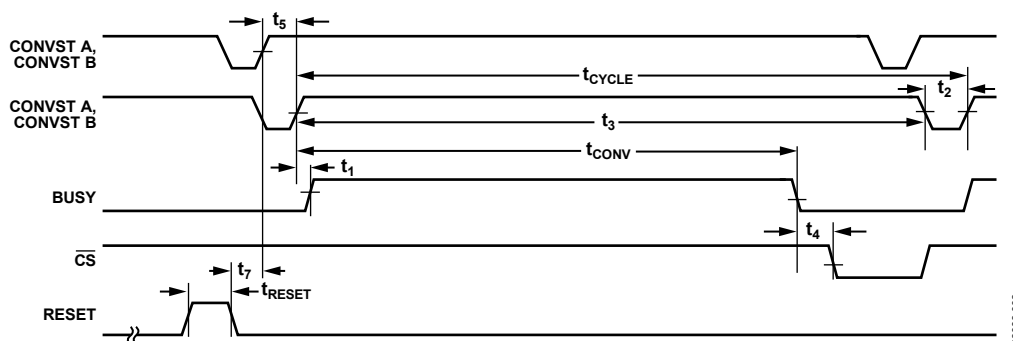 t5
CONVST A,
CONVST B
tCYCLE
t2
CONVST A,
CONVST B
t3
tCONV
t1
BUSY
t4
CS
t7
tRESET
RESET